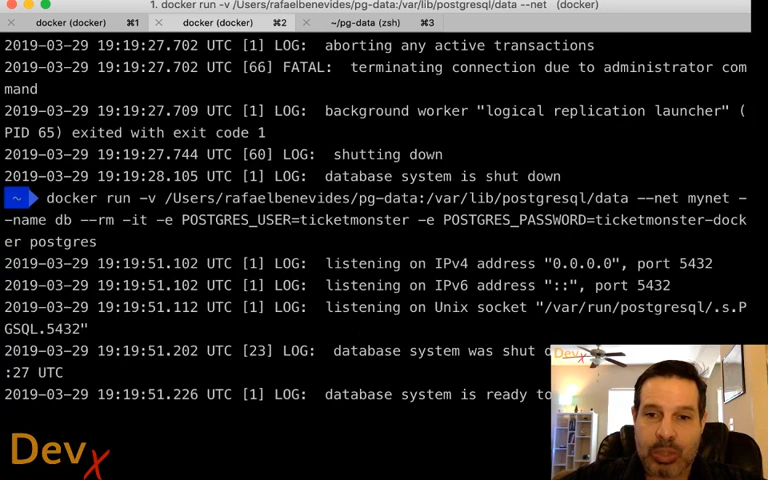 1. docker run -v /Users/rafaelbenevides/pg-data:/var/lib/postgresql/data --net (docker)
docker (docker) ⌘1 docker (docker) ⌘2 ~/pg-data (zsh) ⌘3
2019-03-29 19:19:27.702 UTC [1] LOG:  aborting any active transactions
2019-03-29 19:19:27.702 UTC [66] FATAL:  terminating connection due to administrator com
mand
2019-03-29 19:19:27.709 UTC [1] LOG:  background worker "logical replication launcher" (
PID 65) exited with exit code 1
2019-03-29 19:19:27.744 UTC [60] LOG:  shutting down
2019-03-29 19:19:28.105 UTC [1] LOG:  database system is shut down
~ docker run -v /Users/rafaelbenevides/pg-data:/var/lib/postgresql/data --net mynet -
-name db --rm -it -e POSTGRES_USER=ticketmonster -e POSTGRES_PASSWORD=ticketmonster-dock
er postgres
2019-03-29 19:19:51.102 UTC [1] LOG:  listening on IPv4 address "0.0.0.0", port 5432
2019-03-29 19:19:51.102 UTC [1] LOG:  listening on IPv6 address "::", port 5432
2019-03-29 19:19:51.112 UTC [1] LOG:  listening on Unix socket "/var/run/postgresql/.s.P
GSQL.5432"
2019-03-29 19:19:51.202 UTC [23] LOG:  database system was shut
:27 UTC
2019-03-29 19:19:51.226 UTC [1] LOG:  database system is ready to
Devx
Devx